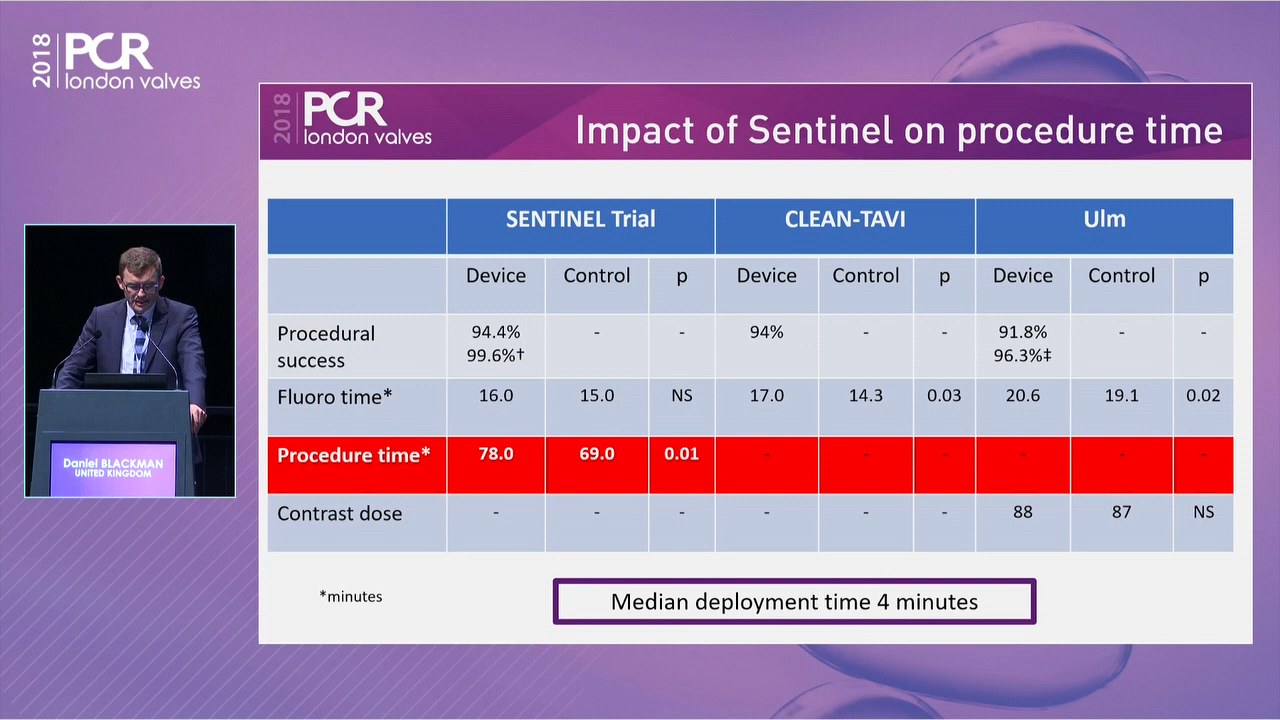 2018 PCR
london valves
2018 PCR
london valves
Impact of Sentinel on procedure time
SENTINEL Trial CLEAN-TAVI Ulm
Device Control p Device Control p Device Control p
Procedural success 94.4% 99.6%† - - 94% - - 91.8% 96.3%‡ - -
Fluoro time* 16.0 15.0 NS 17.0 14.3 0.03 20.6 19.1 0.02
Procedure time* 78.0 69.0 0.01 - - - - - -
Contrast dose - - - - - - 88 87 NS
*minutes
Median deployment time 4 minutes
Daniel BLACKMAN
UNITED KINGDOM